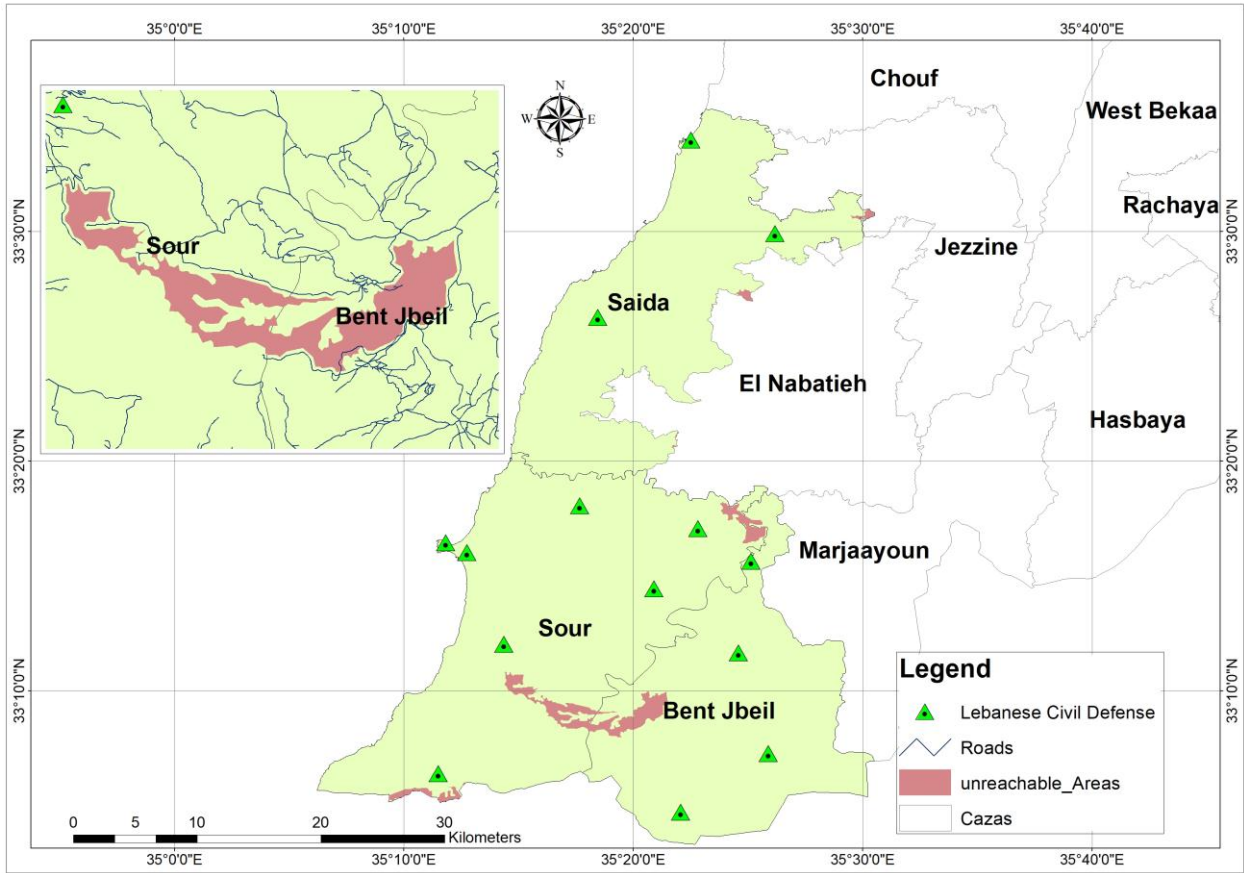 35°0'0"E 35°10'0"E 35°20'0"E 35°30'0"E 35°40'0"E
Chouf
N
West Bekaa
W E
S
Rachaya
33°30'0"N 33°30'0"N
Sour
Jezzine
Saida
Bent Jbeil
El Nabatieh
Hasbaya
33°20'0"N 33°20'0"N
Marjaayoun
Sour
Legend
33°10'0"N 33°10'0"N
Bent Jbeil
Lebanese Civil Defense
Roads
unreachable_Areas
Cazas
0 5 10 20 30
Kilometers
35°0'0"E 35°10'0"E 35°20'0"E 35°30'0"E 35°40'0"E